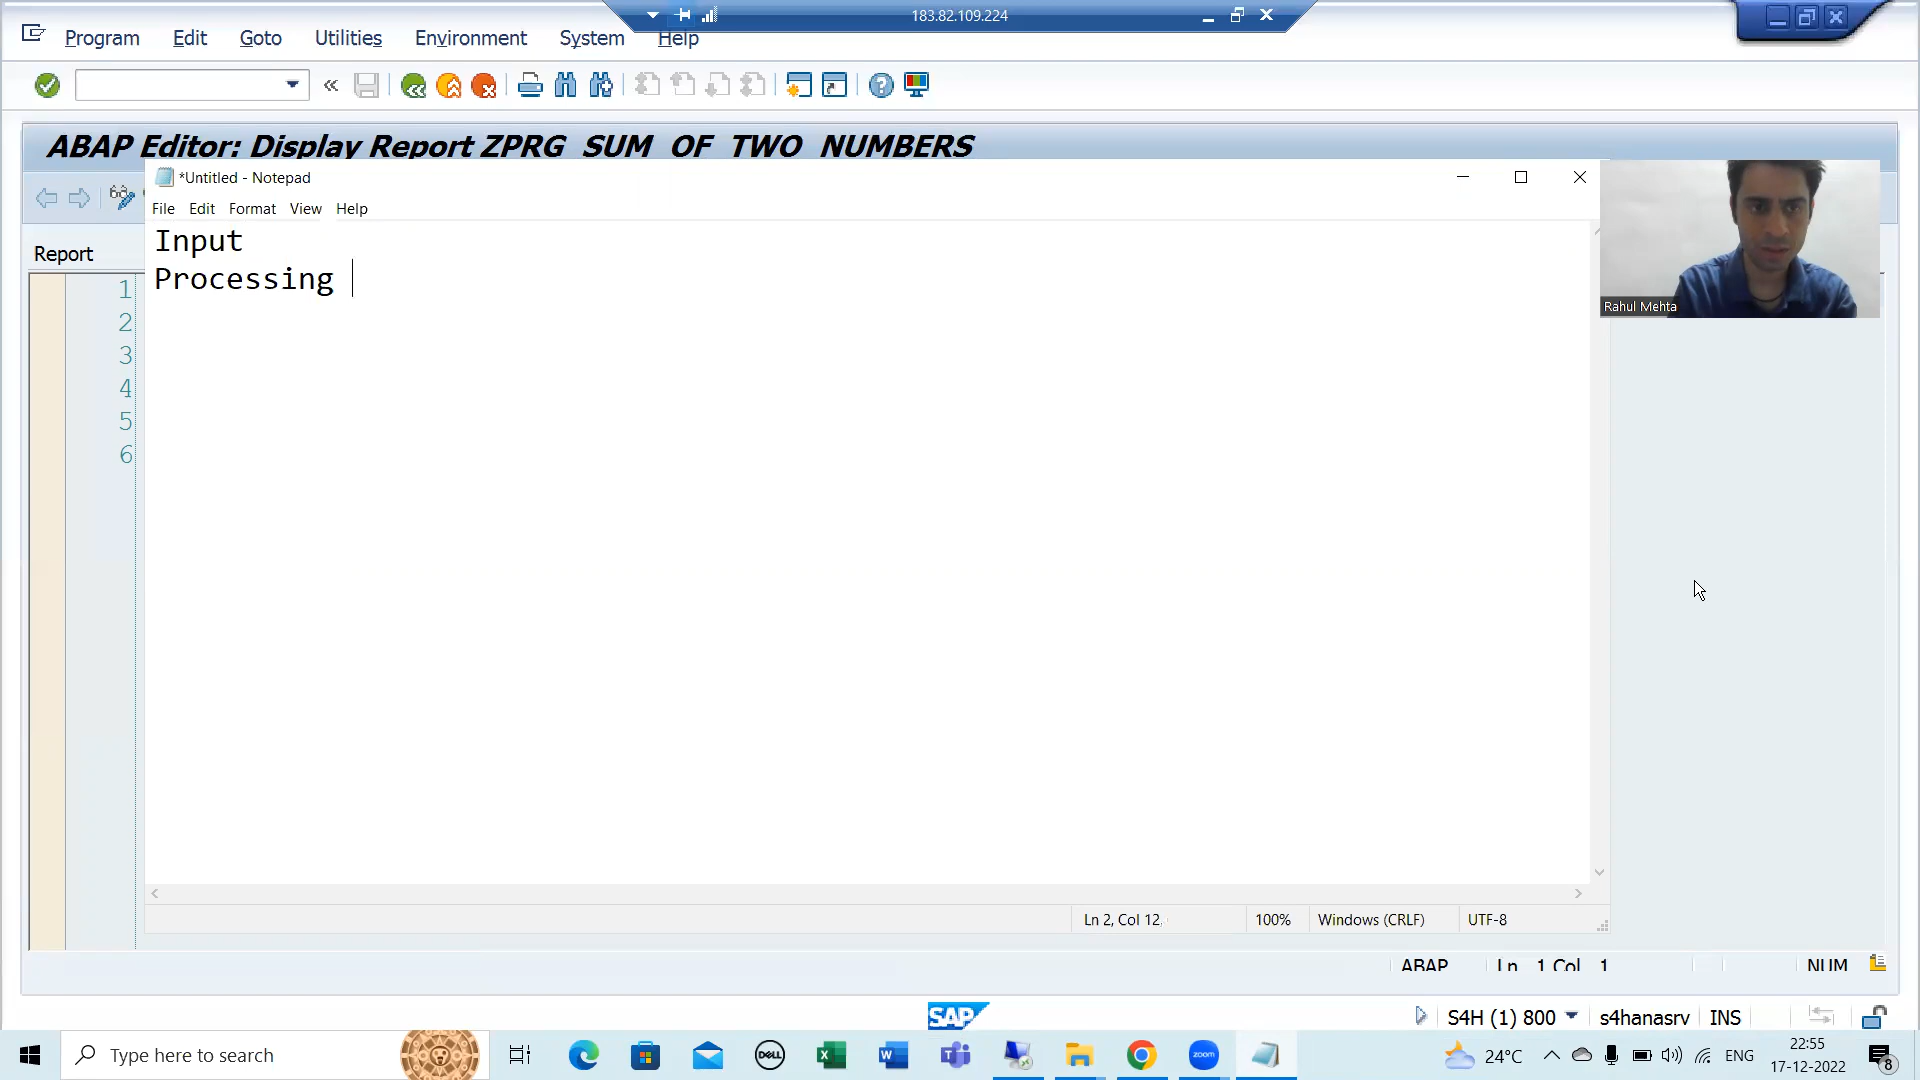 183.82.109.224
Program Edit Goto Utilities Environment System Help
ABAP Editor: Display Report ZPRG_SUM_OF_TWO_NUMBERS
*Untitled - Notepad
File Edit Format View Help
Report
Input
Processing
1
2
3
4
5
6
Rahul Mehta
Ln 2, Col 12
100%
Windows (CRLF)
UTF-8
ABAP
Ln 1 Col 1
NUM
SAP
S4H (1) 800
s4hanasrv
INS
Type here to search
DELL
zoom
24°C
ENG
22:55
17-12-2022
8